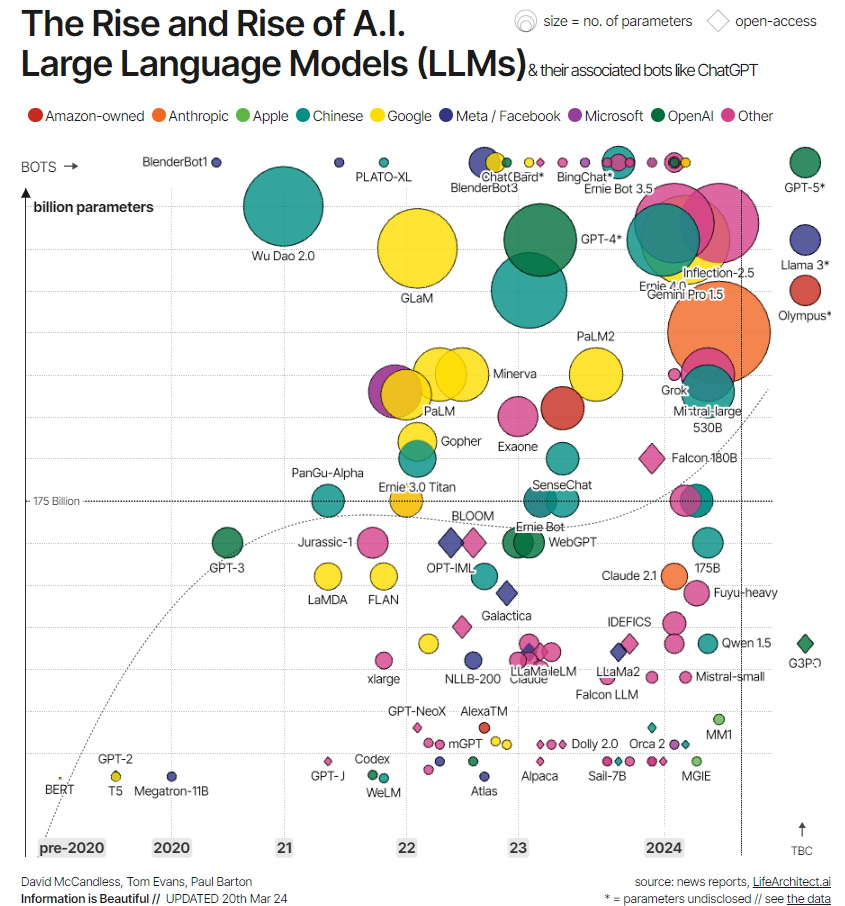 The Rise and Rise of A.I.
Large Language Models (LLMs) & their associated bots like ChatGPT
size = no. of parameters
open-access
Amazon-owned Anthropic Apple Chinese Google Meta / Facebook Microsoft OpenAI Other
BOTS →
BlenderBot1
PLATO-XL
BlenderBot3
Bard*
BingChat*
Ernie Bot 3.5
GPT-5*
billion parameters
Wu Dao 2.0
GLaM
GPT-4*
Inflection-2.5
Ernie 4.0
Gemini Pro 1.5
Llama 3*
Olympus*
PaLM2
Minerva
PaLM
Grok
Mistral-large
530B
Exaone
Gopher
Falcon 180B
PanGu-Alpha
Ernie 3.0 Titan
SenseChat
175 Billion
BLOOM
Ernie Bot
GPT-3
Jurassic-1
OPT-IML
WebGPT
175B
LaMDA
FLAN
Claude 2.1
Fuyu-heavy
Galactica
IDEFICS
Qwen 1.5
G3PO
xlarge
NLLB-200
Claude
LLaMa2
Falcon LLM
Mistral-small
GPT-NeoX
AlexaTM
MM1
mGPT
Dolly 2.0
Orca 2
BERT
GPT-2
T5
Megatron-11B
GPT-J
Codex
WeLM
Atlas
Alpaca
Sail-7B
MGIE
pre-2020 2020 21 22 23 2024
↑
TBC
David McCandless, Tom Evans, Paul Barton
Information is Beautiful // UPDATED 20th Mar 24
source: news reports, LifeArchitect.ai
* = parameters undisclosed // see the data